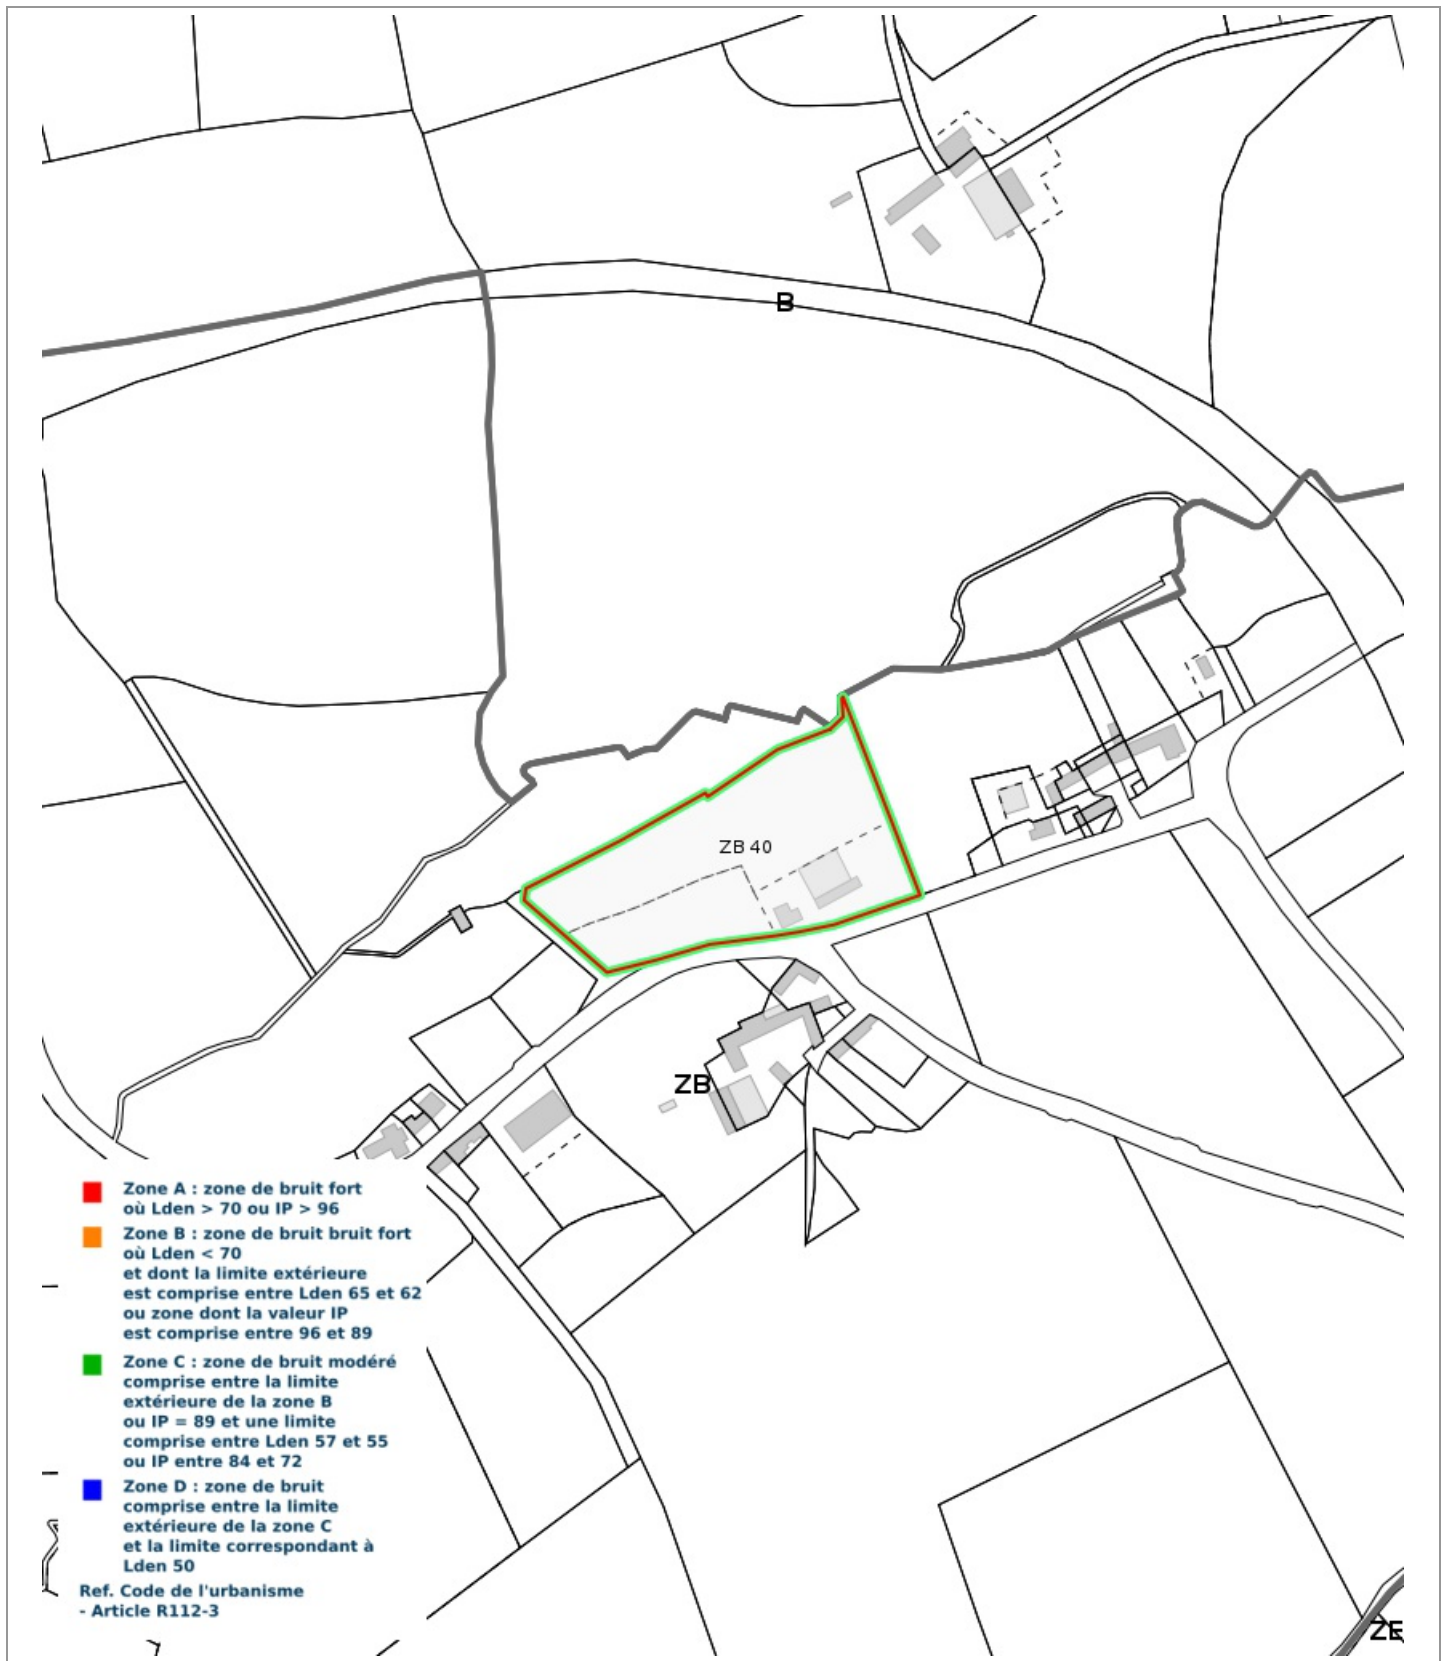 B
ZB 40
ZB
Zone A : zone de bruit fort
où Lden > 70 ou IP > 96
Zone B : zone de bruit bruit fort
où Lden < 70
et dont la limite extérieure
est comprise entre Lden 65 et 62
ou zone dont la valeur IP
est comprise entre 96 et 89
Zone C : zone de bruit modéré
comprise entre la limite
extérieure de la zone B
ou IP = 89 et une limite
comprise entre Lden 57 et 55
ou IP entre 84 et 72
Zone D : zone de bruit
comprise entre la limite
extérieure de la zone C
et la limite correspondant à
Lden 50
Ref. Code de l'urbanisme
- Article R112-3
ZE